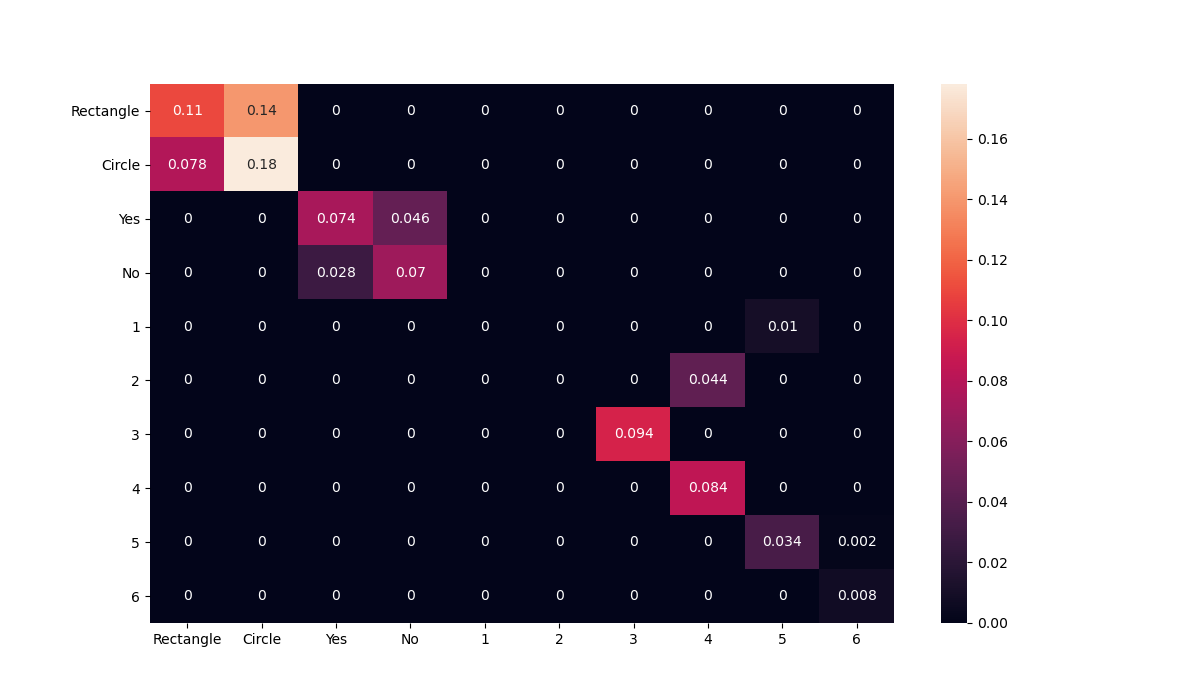 Rectangle 0.11 0.14 0 0 0 0 0 0 0 0
Circle 0.078 0.18 0 0 0 0 0 0 0 0
Yes 0 0 0.074 0.046 0 0 0 0 0 0
No 0 0 0.028 0.07 0 0 0 0 0 0
1 0 0 0 0 0 0 0 0 0.01 0
2 0 0 0 0 0 0 0 0.044 0 0
3 0 0 0 0 0 0 0.094 0 0 0
4 0 0 0 0 0 0 0 0.084 0 0
5 0 0 0 0 0 0 0 0 0.034 0.002
6 0 0 0 0 0 0 0 0 0 0.008
Rectangle Circle Yes No 1 2 3 4 5 6
0.16
0.14
0.12
0.10
0.08
0.06
0.04
0.02
0.00